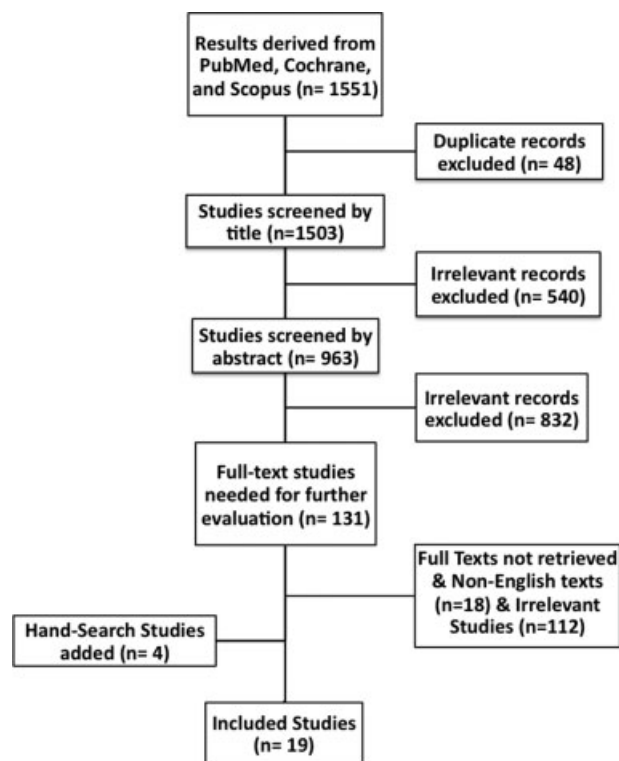 Results derived from
PubMed, Cochrane,
and Scopus (n= 1551)
Duplicate records
excluded (n= 48)
Studies screened by
title (n=1503)
Irrelevant records
excluded (n= 540)
Studies screened by
abstract (n= 963)
Irrelevant records
excluded (n= 832)
Full-text studies
needed for further
evaluation (n= 131)
Full Texts not retrieved
& Non-English texts
(n=18) & Irrelevant
Studies (n=112)
Hand-Search Studies
added (n= 4)
Included Studies
(n= 19)